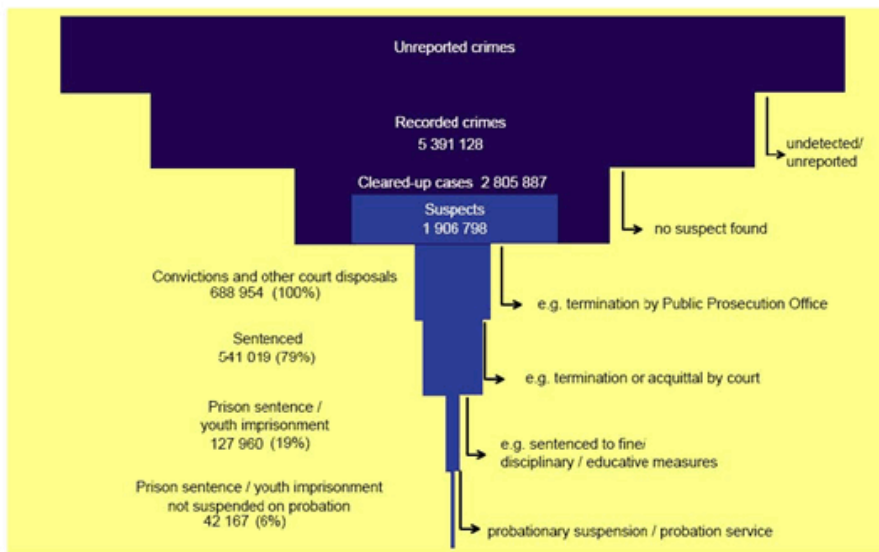 Unreported crimes
Recorded crimes
5 391 128
undetected/
unreported
Cleared-up cases 2 805 887
Suspects
1 906 798
no suspect found
Convictions and other court disposals
688 954 (100%)
e.g. termination by Public Prosecution Office
Sentenced
541 019 (79%)
e.g. termination or acquittal by court
Prison sentence /
youth imprisonment
127 960 (19%)
e.g. sentenced to fine/
disciplinary / educative measures
Prison sentence / youth imprisonment
not suspended on probation
42 167 (6%)
probationary suspension / probation service